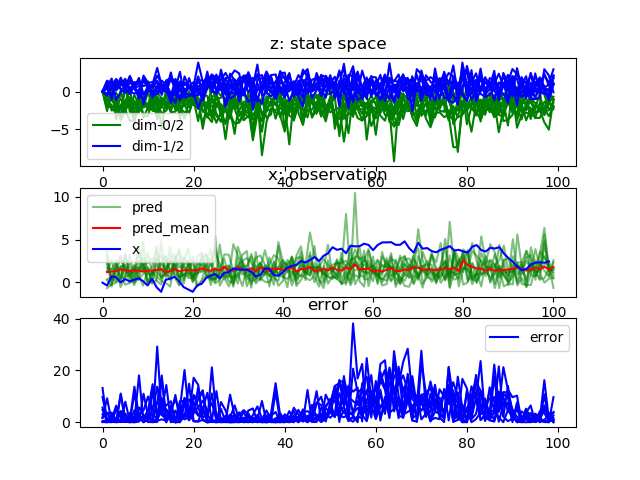 z: state space
0
−5
dim-0/2
dim-1/2
0 20 40 60 80 100
x: observation
10
5
0
pred
pred_mean
x
0 20 40 60 80 100
error
40
20
0
error
0 20 40 60 80 100